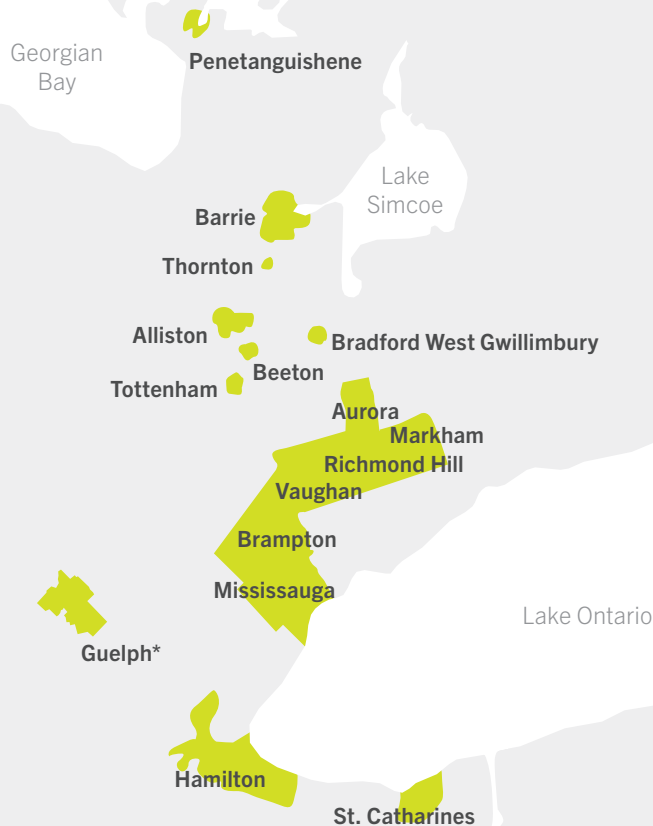 Georgian
Bay
Penetanguishene
Lake
Simcoe
Barrie
Thornton
Alliston
Bradford West Gwillimbury
Beeton
Tottenham
Aurora
Markham
Richmond Hill
Vaughan
Brampton
Mississauga
Lake Ontario
Guelph*
Hamilton
St. Catharines